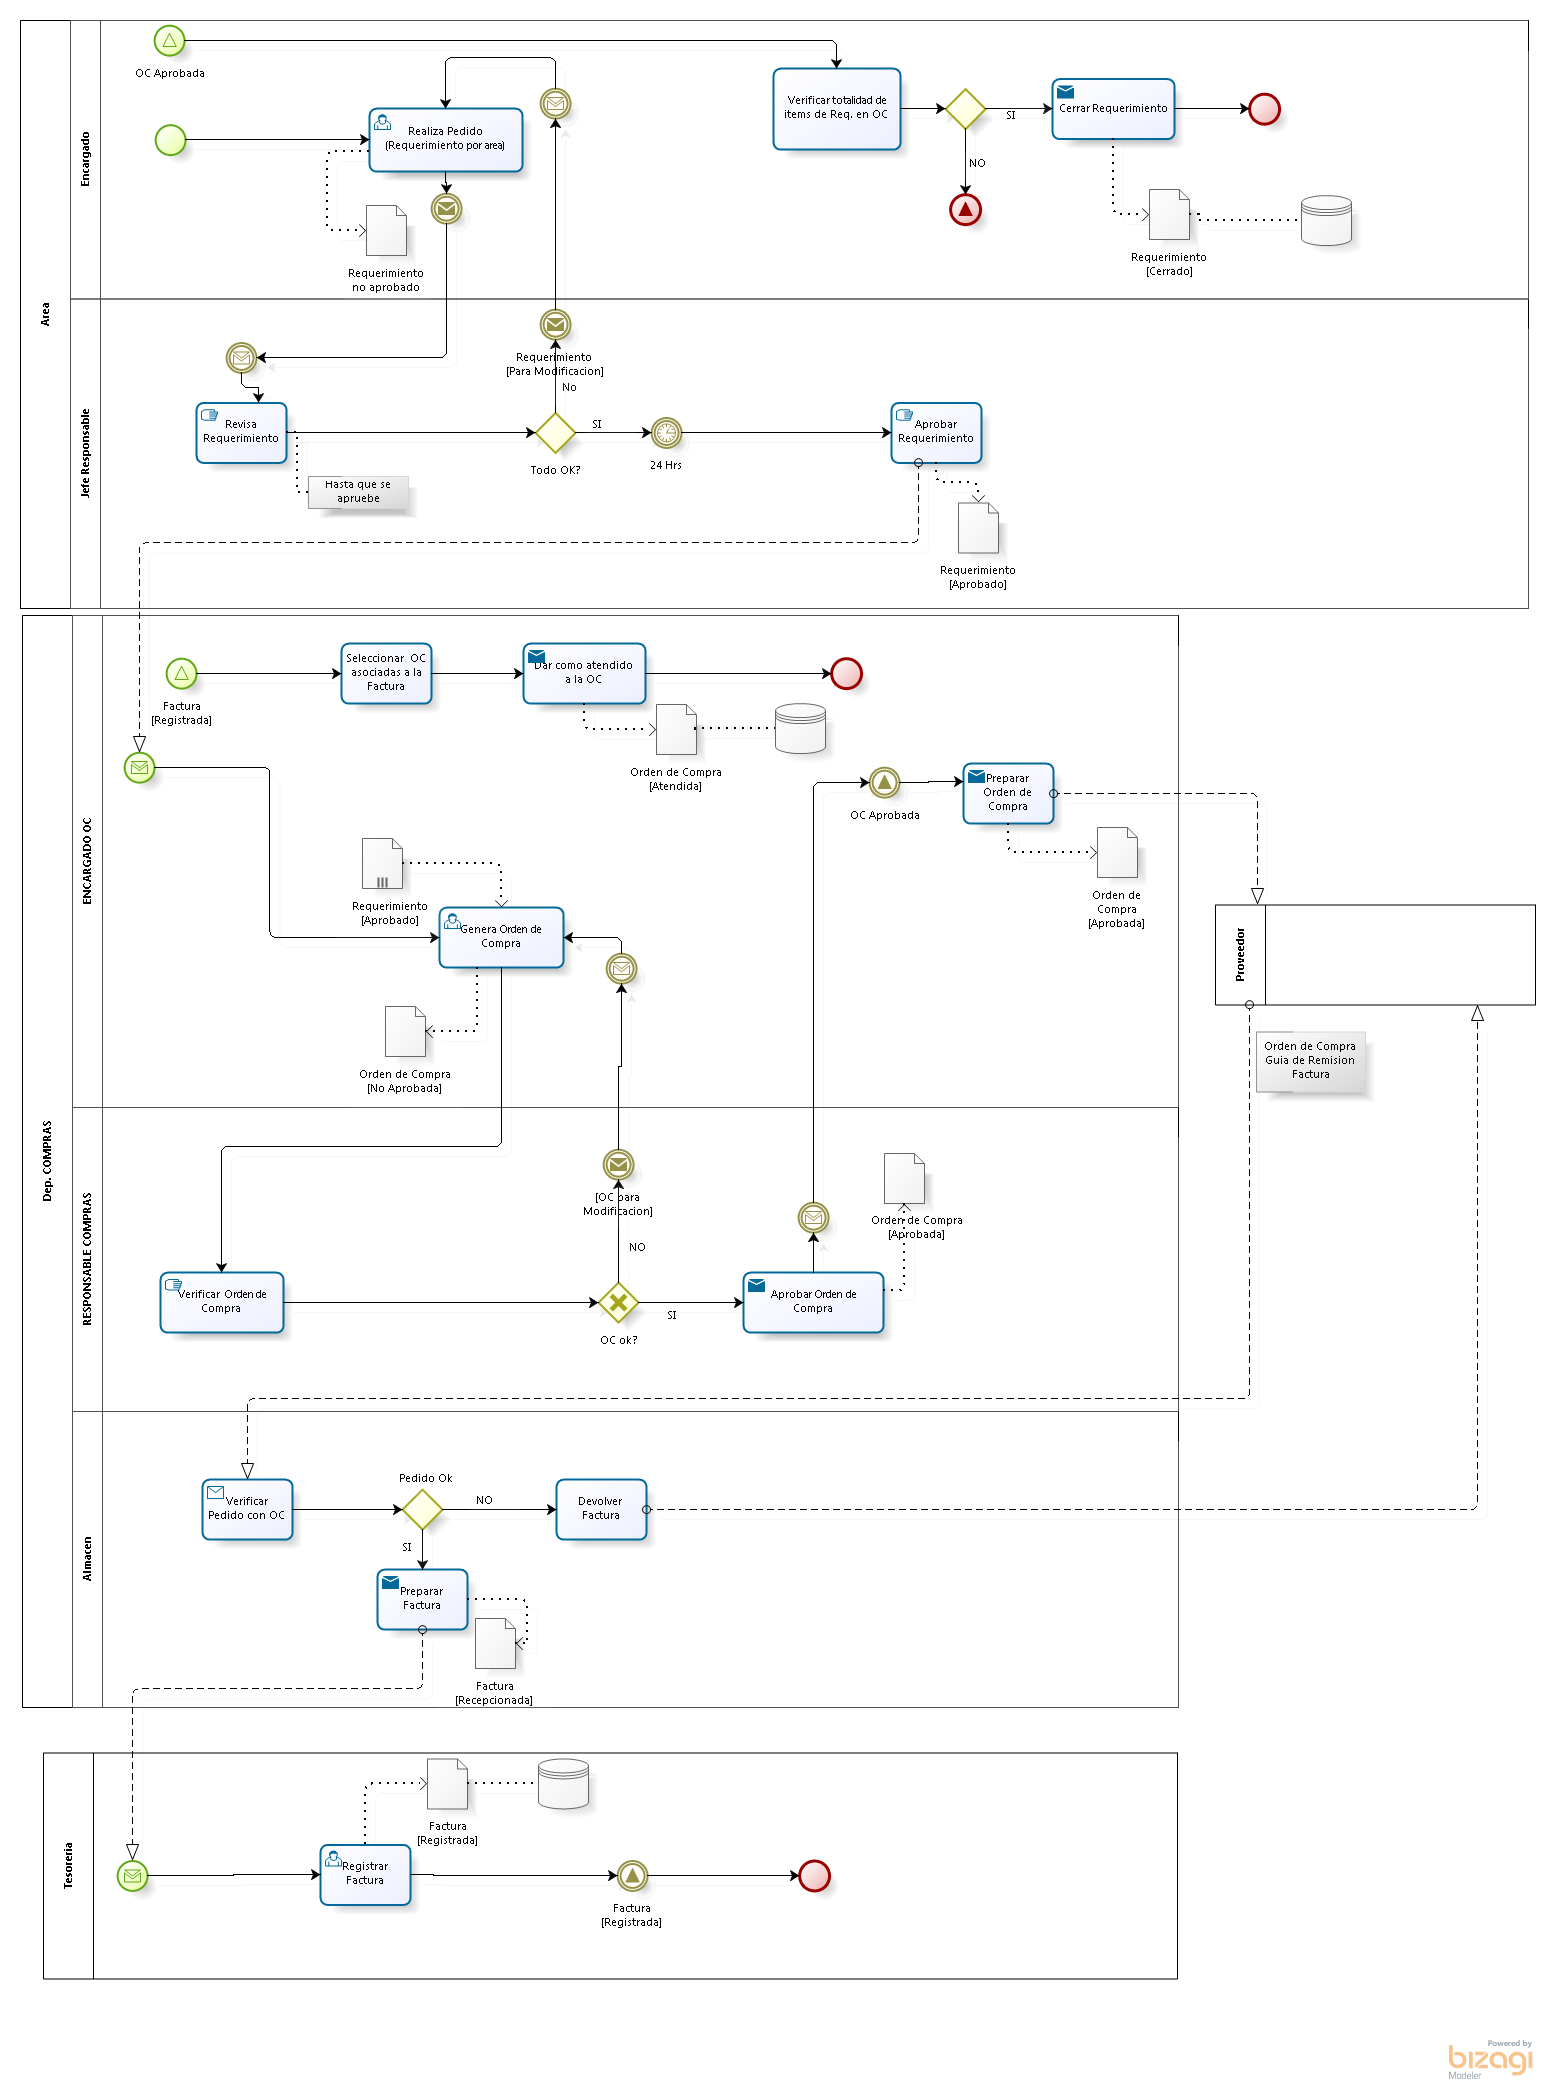 Area
Encargado
OC Aprobada
Realiza Pedido
(Requerimiento por area)
Requerimiento
no aprobado
Verificar totalidad de
items de Req. en OC
SI
NO
Cerrar Requerimiento
Requerimiento
[Cerrado]
Jefe Responsable
Requerimiento
[Para Modificacion]
No
Revisa
Requerimiento
Hasta que se
apruebe
Todo OK?
SI
24 Hrs
Aprobar
Requerimiento
Requerimiento
[Aprobado]
Dep. COMPRAS
ENCARGADO OC
Factura
[Registrada]
Seleccionar OC
asociadas a la
Factura
Dar como atendido
a la OC
Orden de Compra
[Atendida]
OC Aprobada
Preparar
Orden de
Compra
Orden de
Compra
[Aprobada]
Requerimiento
[Aprobado]
Genera Orden de
Compra
Orden de Compra
[No Aprobada]
Proveedor
Orden de Compra
Guia de Remision
Factura
RESPONSABLE COMPRAS
[OC para
Modificacion]
NO
Verificar Orden de
Compra
OC ok?
SI
Aprobar Orden de
Compra
Orden de Compra
[Aprobada]
Almacen
Verificar
Pedido con OC
Pedido Ok
NO
SI
Devolver
Factura
Preparar
Factura
Factura
[Recepcionada]
Tesoreria
Factura
[Registrada]
Registrar
Factura
Factura
[Registrada]
Powered by
bizagi
Modeler